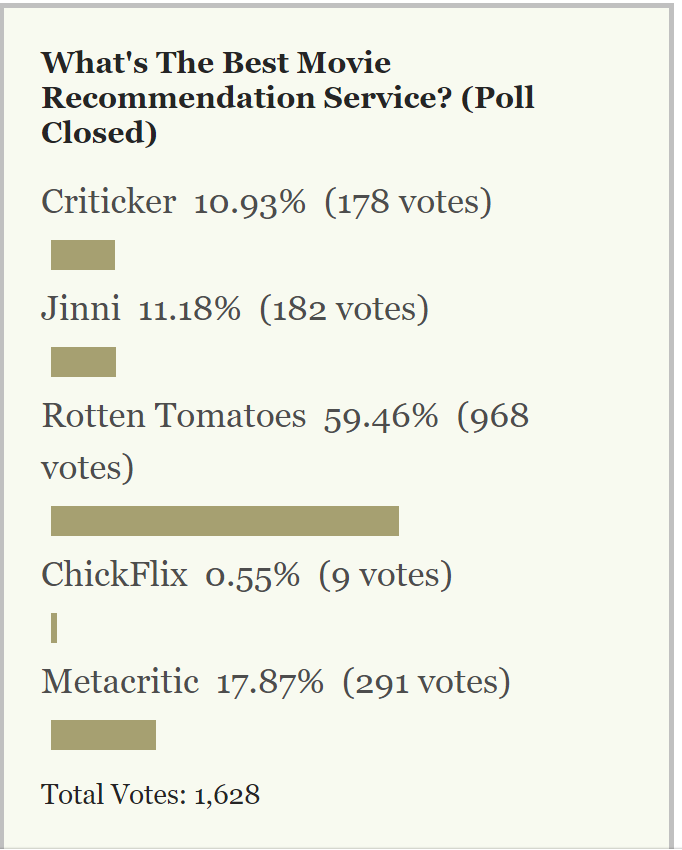 What's The Best Movie
Recommendation Service? (Poll
Closed)
Criticker 10.93% (178 votes)
Jinni 11.18% (182 votes)
Rotten Tomatoes 59.46% (968
votes)
ChickFlix 0.55% (9 votes)
Metacritic 17.87% (291 votes)
Total Votes: 1,628